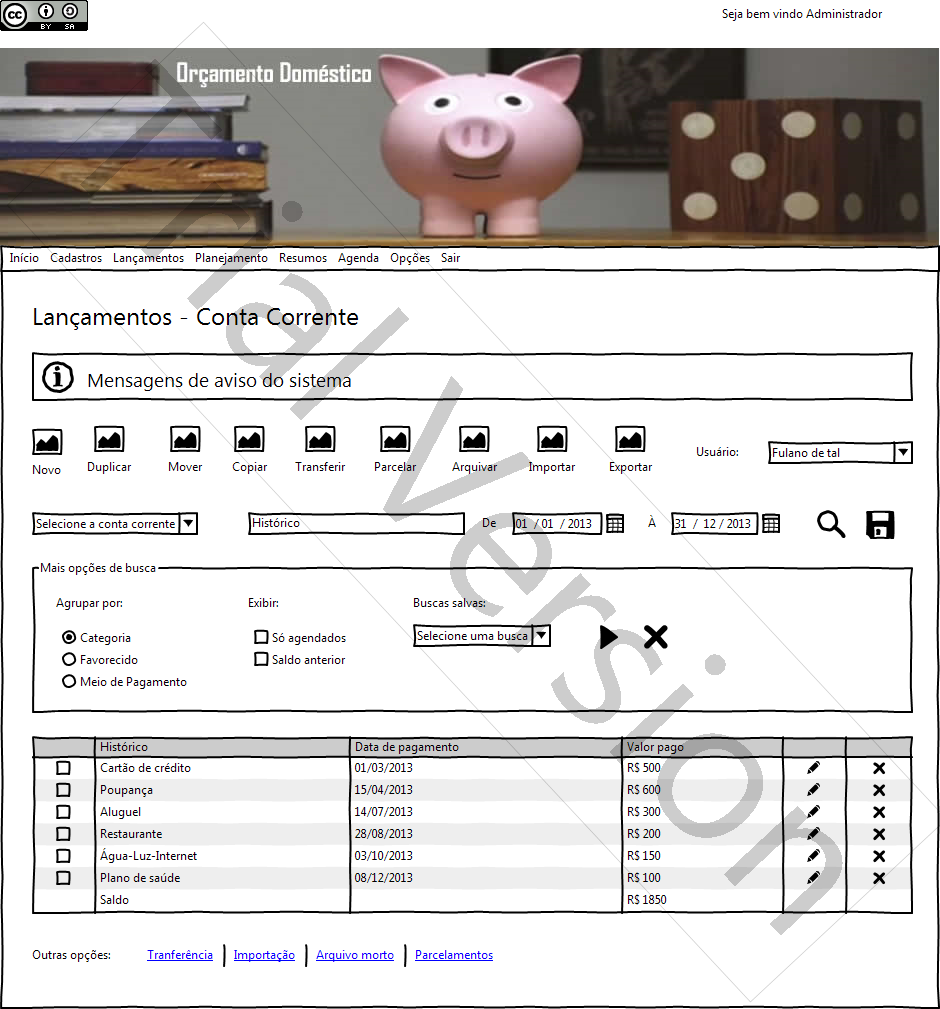 cc BY SA
Seja bem vindo Administrador
Orçamento Doméstico
Início Cadastros Lançamentos Planejamento Resumos Agenda Opções Sair
Lançamentos - Conta Corrente
Mensagens de aviso do sistema
Novo Duplicar Mover Copiar Transferir Parcelar Arquivar Importar Exportar
Usuário: Fulano de tal
Selecione a conta corrente Histórico De 01 / 01 / 2013 À 31 / 12 / 2013
Mais opções de busca
Agrupar por: Exibir: Buscas salvas:
Categoria Só agendados Selecione uma busca
Favorecido Saldo anterior
Meio de Pagamento
Histórico Data de pagamento Valor pago
Cartão de crédito 01/03/2013 R$ 500
Poupança 15/04/2013 R$ 600
Aluguel 14/07/2013 R$ 300
Restaurante 28/08/2013 R$ 200
Água-Luz-Internet 03/10/2013 R$ 150
Plano de saúde 08/12/2013 R$ 100
Saldo R$ 1850
Outras opções: Tranferência Importação Arquivo morto Parcelamentos
Trial Version